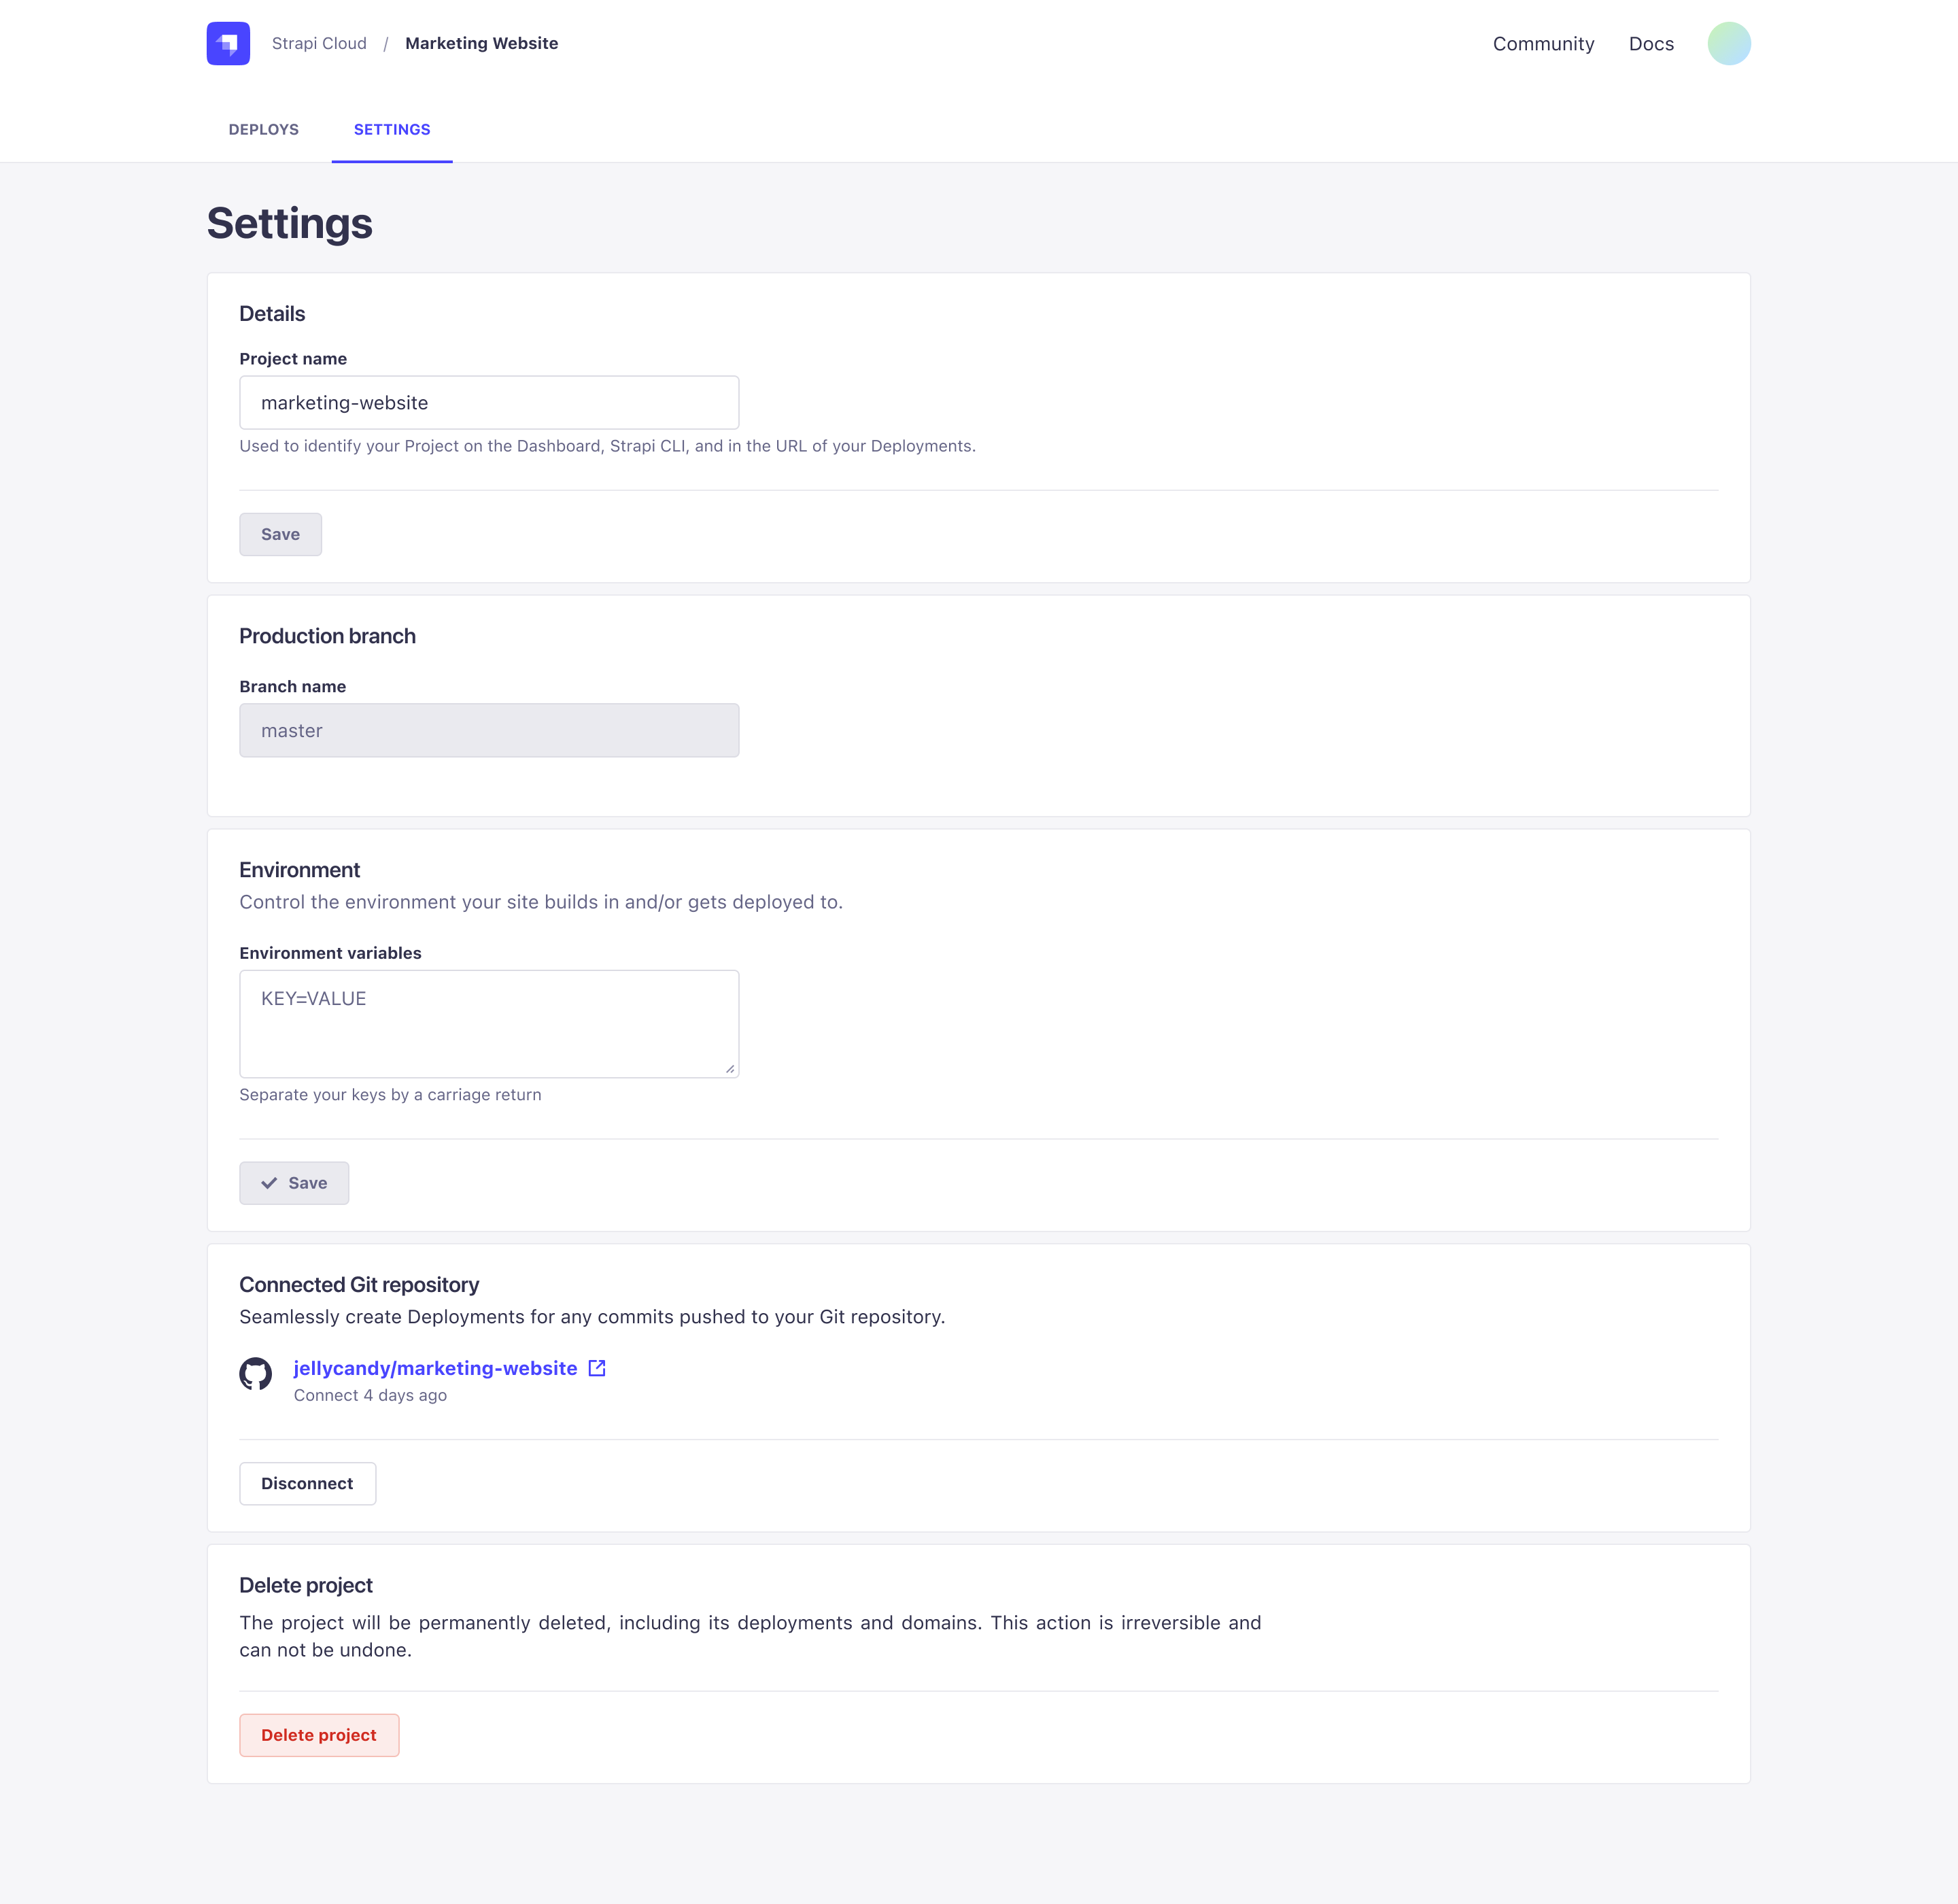 Strapi Cloud / Marketing Website
Community
Docs
DEPLOYS
SETTINGS
Settings
Details
Project name
marketing-website
Used to identify your Project on the Dashboard, Strapi CLI, and in the URL of your Deployments.
Save
Production branch
Branch name
master
Environment
Control the environment your site builds in and/or gets deployed to.
Environment variables
KEY=VALUE
Separate your keys by a carriage return
Save
Connected Git repository
Seamlessly create Deployments for any commits pushed to your Git repository.
jellycandy/marketing-website
Connect 4 days ago
Disconnect
Delete project
The project will be permanently deleted, including its deployments and domains. This action is irreversible and
can not be undone.
Delete project